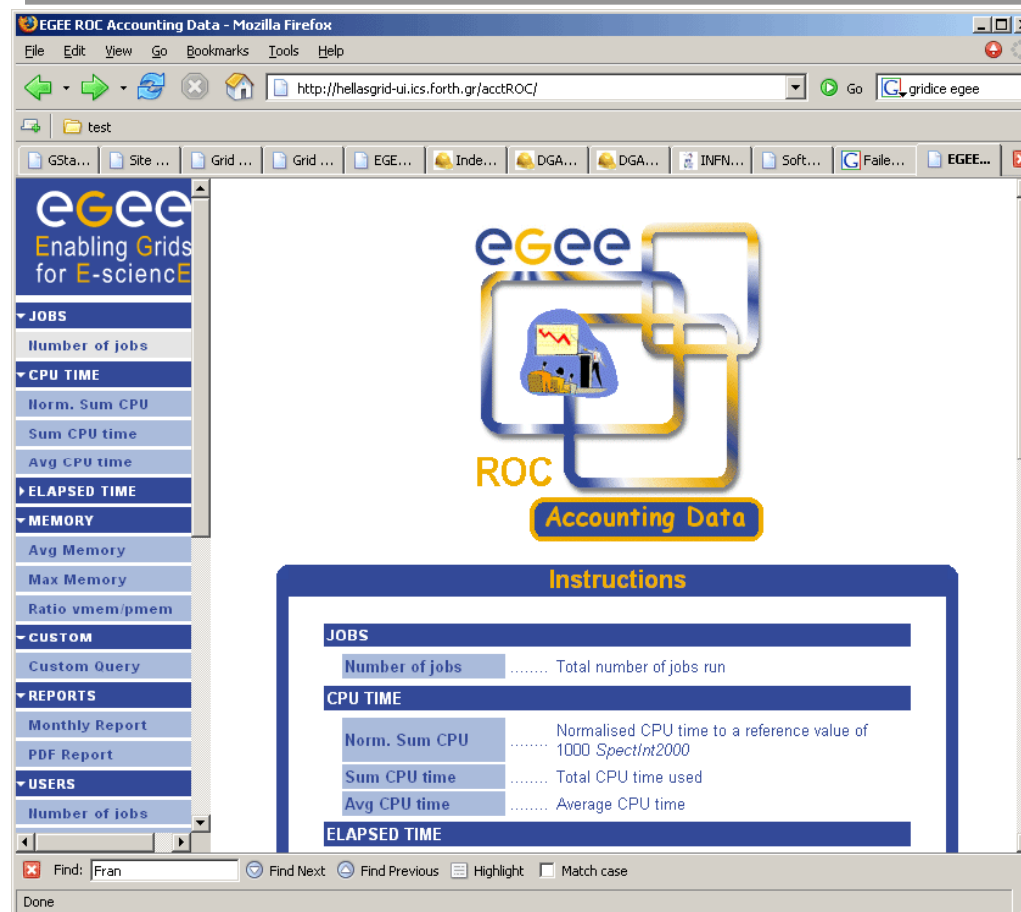 EGEE ROC Accounting Data - Mozilla Firefox
File Edit View Go Bookmarks Tools Help
http://hellasgrid-ui.ics.forth.gr/acctROC/ Go G gridice egee
test
GSta... Site ... Grid ... Grid ... EGE... Inde... DGA... DGA... INFN... Soft... Faile... EGEE...
eGee
Enabling Grids
for E-sciencE
JOBS
Number of jobs
CPU TIME
Norm. Sum CPU
Sum CPU time
Avg CPU time
ELAPSED TIME
MEMORY
Avg Memory
Max Memory
Ratio vmem/pmem
CUSTOM
Custom Query
REPORTS
Monthly Report
PDF Report
USERS
Number of jobs
eGee
ROC
Accounting Data
Instructions
JOBS
Number of jobs ........ Total number of jobs run
CPU TIME
Norm. Sum CPU ........ Normalised CPU time to a reference value of
1000 SpectInt2000
Sum CPU time ........ Total CPU time used
Avg CPU time ........ Average CPU time
ELAPSED TIME
Find: Fran Find Next Find Previous Highlight Match case
Done